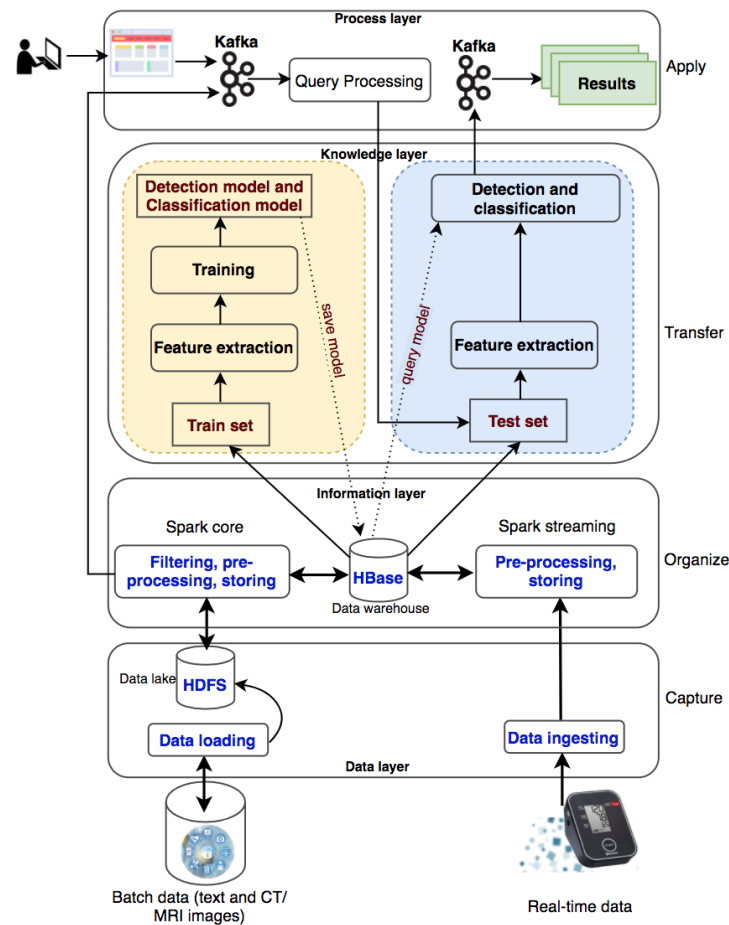 Process layer
Kafka
Kafka
Query Processing
Results
Apply
Knowledge layer
Detection model and
Classification model
Detection and
classification
Training
save model
query model
Feature extraction
Feature extraction
Transfer
Train set
Test set
Information layer
Spark core
Spark streaming
Filtering, pre-
processing, storing
HBase
Pre-processing,
storing
Organize
Data warehouse
Data lake
HDFS
Capture
Data loading
Data ingesting
Data layer
Batch data (text and CT/
MRI images)
Real-time data